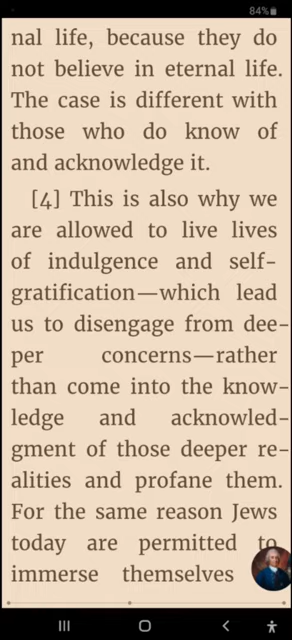 84%
nal life, because they do
not believe in eternal life.
The case is different with
those who do know of
and acknowledge it.
[4] This is also why we
are allowed to live lives
of indulgence and self-
gratification—which lead
us to disengage from dee-
per concerns—rather
than come into the know-
ledge and acknowled-
gment of those deeper re-
alities and profane them.
For the same reason Jews
today are permitted to
immerse themselves